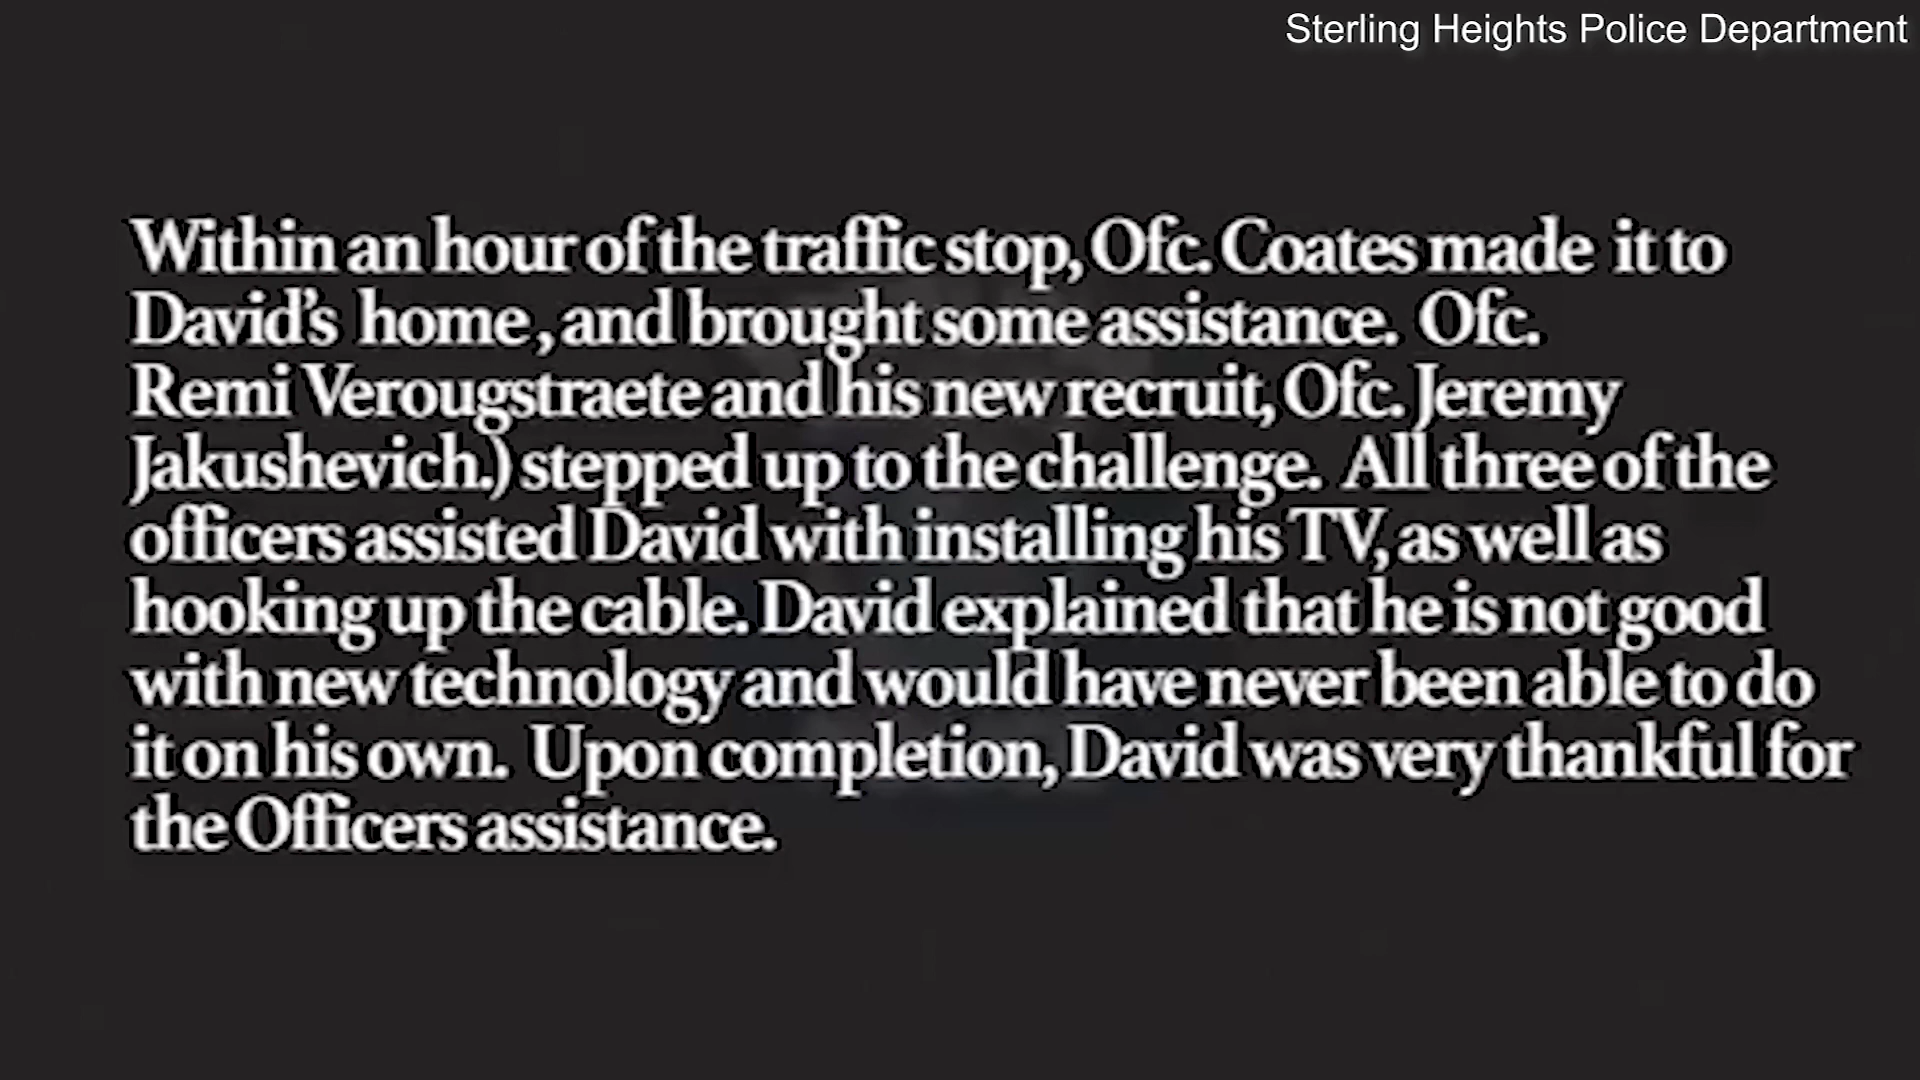 Sterling Heights Police Department
Within an hour of the traffic stop, Ofc. Coates made it to
David's home, and brought some assistance. Ofc.
Remi Verougstraete and his new recruit, Ofc. Jeremy
Jakushevich.) stepped up to the challenge. All three of the
officers assisted David with installing his TV, as well as
hooking up the cable. David explained that he is not good
with new technology and would have never been able to do
it on his own. Upon completion, David was very thankful for
the Officers assistance.